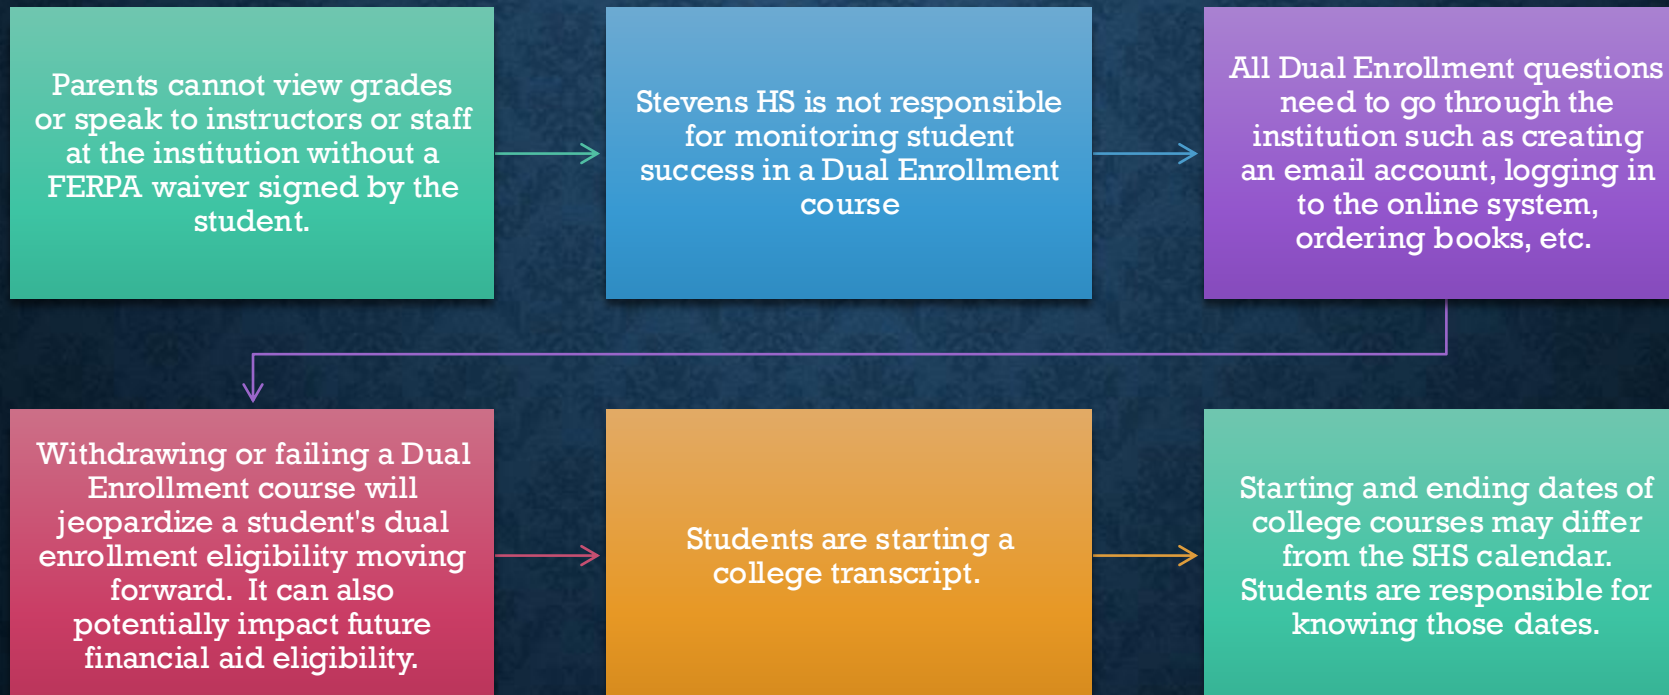 Parents cannot view grades
or speak to instructors or staff
at the institution without a
FERPA waiver signed by the
student.
Stevens HS is not responsible
for monitoring student
success in a Dual Enrollment
course
All Dual Enrollment questions
need to go through the
institution such as creating
an email account, logging in
to the online system,
ordering books, etc.
Withdrawing or failing a Dual
Enrollment course will
jeopardize a student's dual
enrollment eligibility moving
forward.  It can also
potentially impact future
financial aid eligibility.
Students are starting a
college transcript.
Starting and ending dates of
college courses may differ
from the SHS calendar.
Students are responsible for
knowing those dates.